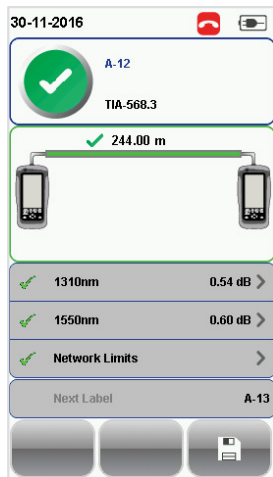 30-11-2016
A-12
TIA-568.3
244.00 m
1310nm 0.54 dB
1550nm 0.60 dB
Network Limits
Next Label A-13